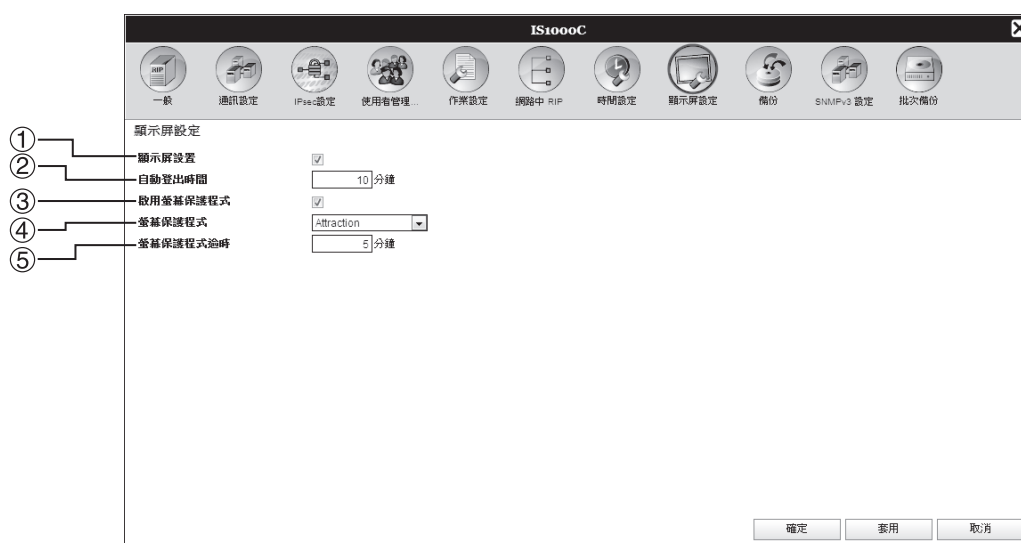 IS1000C
RIP
一般
通訊設定
IPsec設定
使用者管理...
作業設定
網路中 RIP
時間設定
顯示屏設定
備份
SNMPv3 設定
批次備份
顯示屏設定
① 顯示屏設置
② 自動登出時間 10 分鐘
③ 啟用螢幕保護程式
④ 螢幕保護程式 Attraction
⑤ 螢幕保護程式逾時 5 分鐘
確定 套用 取消